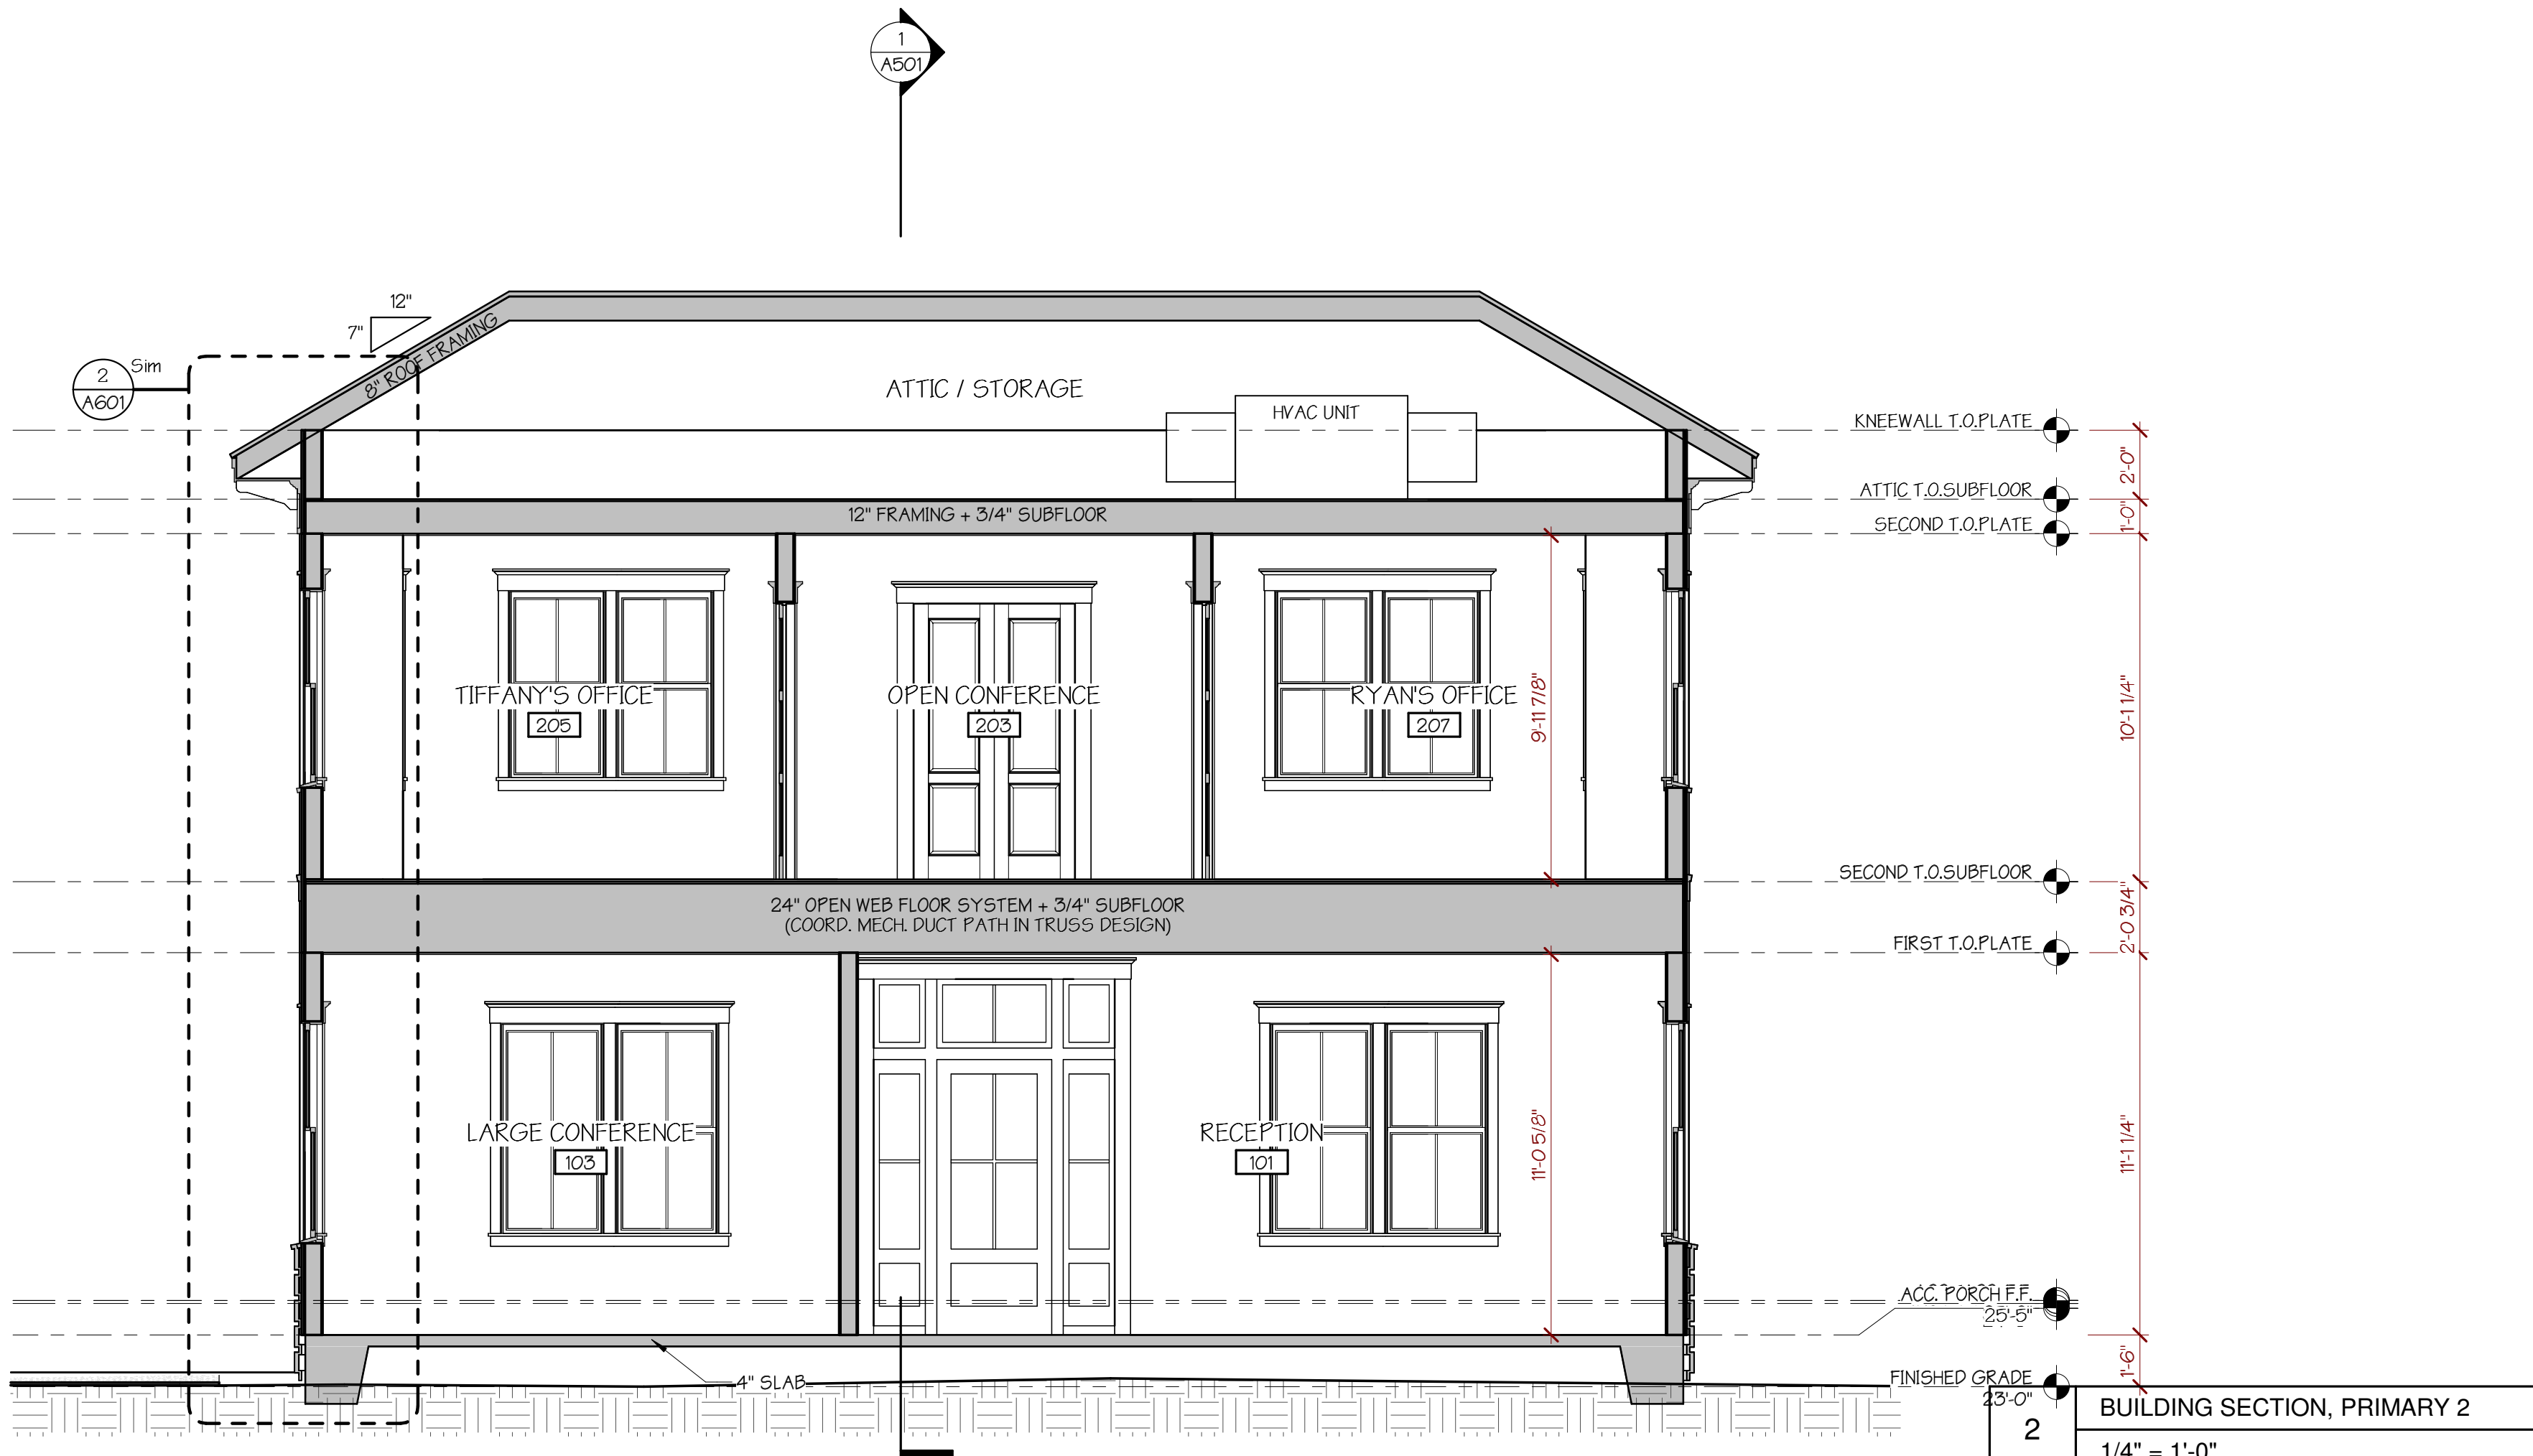 1
A501
12"
7"
8" ROOF FRAMING
2
Sim
A601
ATTIC / STORAGE
HVAC UNIT
KNEEWALL T.O.PLATE
2'-0"
ATTIC T.O.SUBFLOOR
12" FRAMING + 3/4" SUBFLOOR
1'-0"
SECOND T.O.PLATE
TIFFANY'S OFFICE
205
OPEN CONFERENCE
203
RYAN'S OFFICE
207
9'-11 7/8"
10'-1 1/4"
SECOND T.O.SUBFLOOR
24" OPEN WEB FLOOR SYSTEM + 3/4" SUBFLOOR
(COORD. MECH. DUCT PATH IN TRUSS DESIGN)
2'-0 3/4"
FIRST T.O.PLATE
LARGE CONFERENCE
103
RECEPTION
101
11'-0 5/8"
11'-1 1/4"
ACC. PORCH F.F.
25'-5"
4" SLAB
1'-6"
FINISHED GRADE
23'-0"
2
BUILDING SECTION, PRIMARY 2
1/4" = 1'-0"